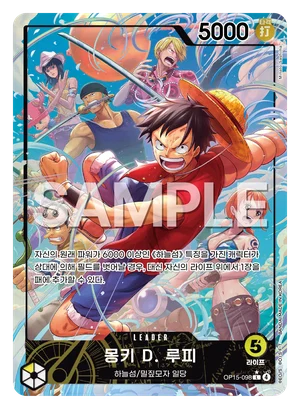 5000
打
SAMPLE
자신의 원래 파워가 6000 이상인 《하늘섬》 특징을 가진 캐릭터가
상대에 의해 필드를 벗어날 경우, 대신 자신의 라이프 위에서 1장을
패에 추가할 수 있다.
LEADER
몽키 D. 루피
하늘섬/밀짚모자 일당
5
라이프
OP15-098
L